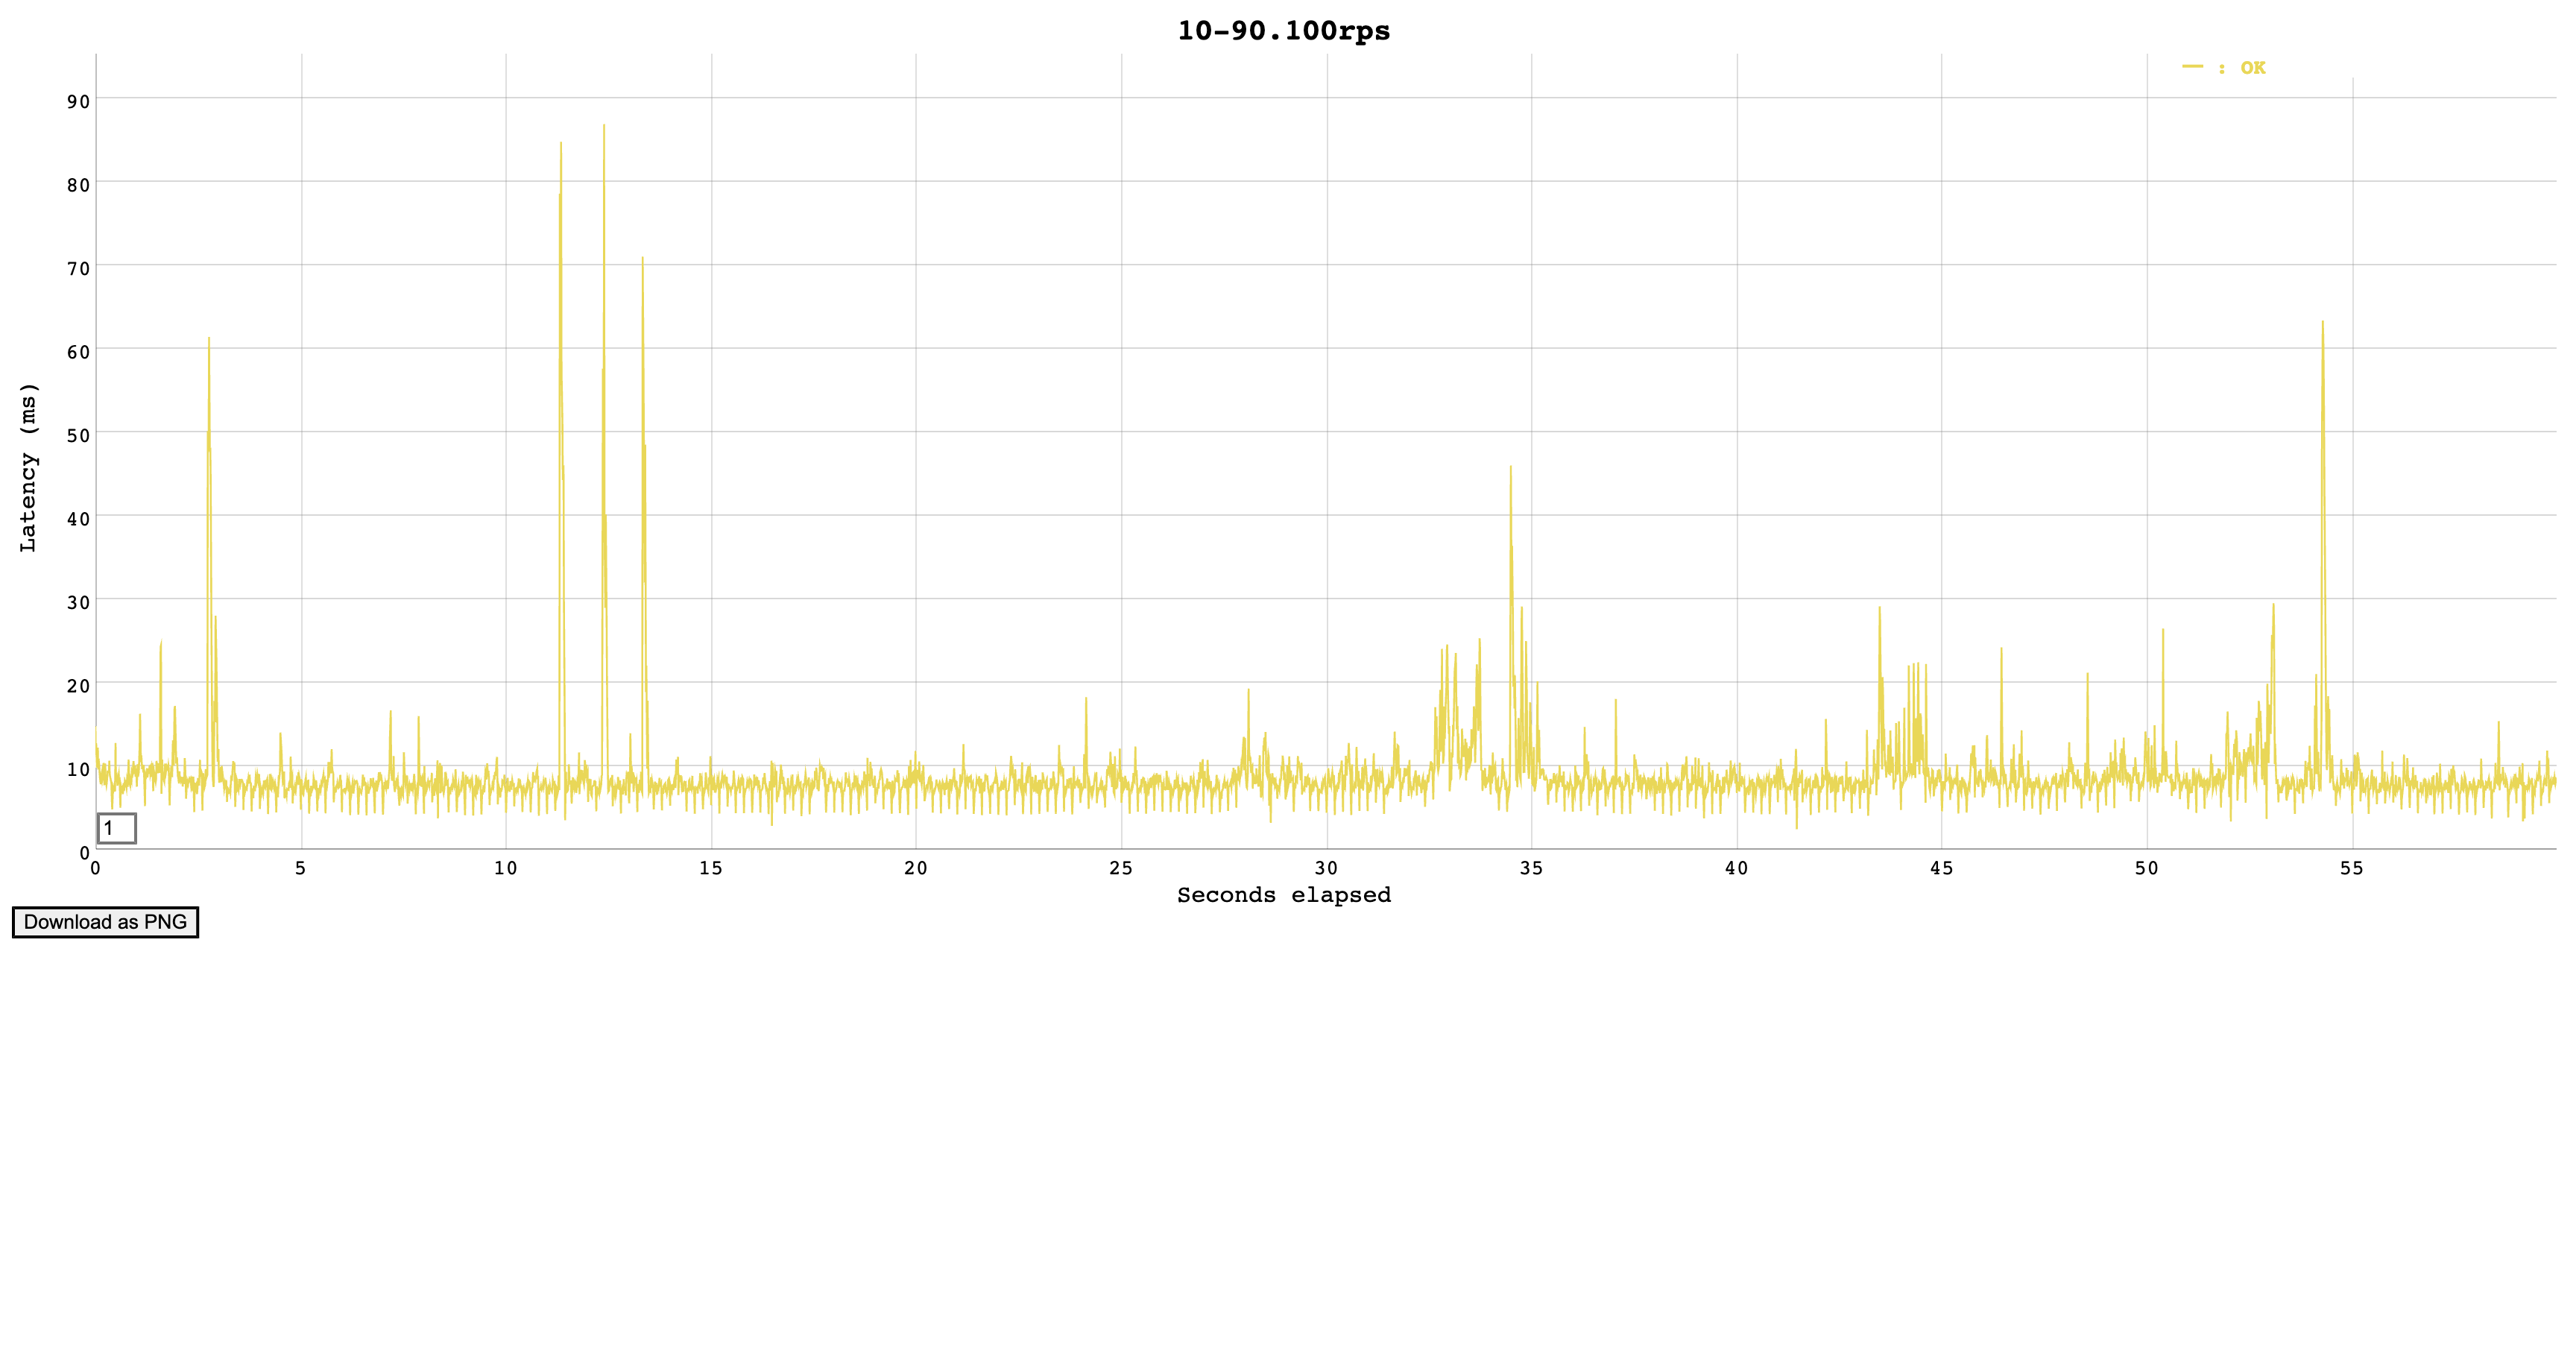 10-90.100rps
— : OK
90
80
70
60
50
40
30
20
10
0
Latency (ms)
1
0 5 10 15 20 25 30 35 40 45 50 55
Seconds elapsed
Download as PNG